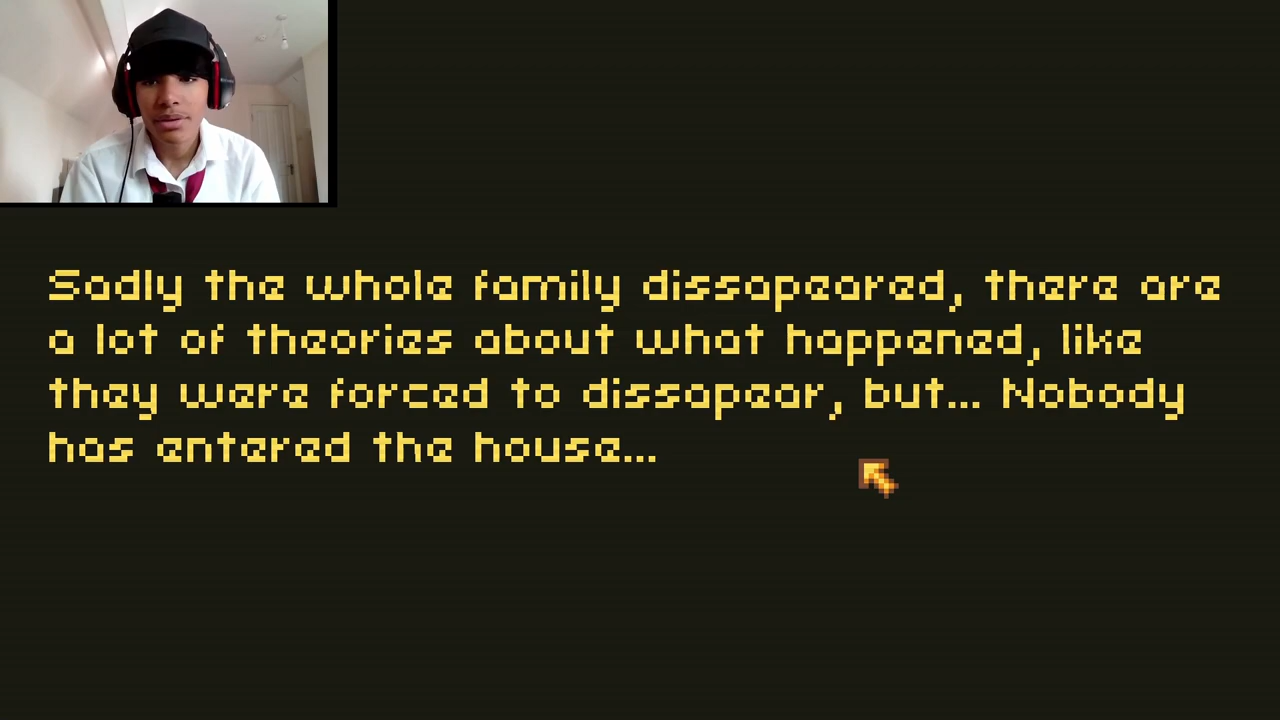 Sadly the whole family dissapeared, there are
a lot of theories about what happened, like
they were forced to dissapear, but... Nobody
has entered the house...